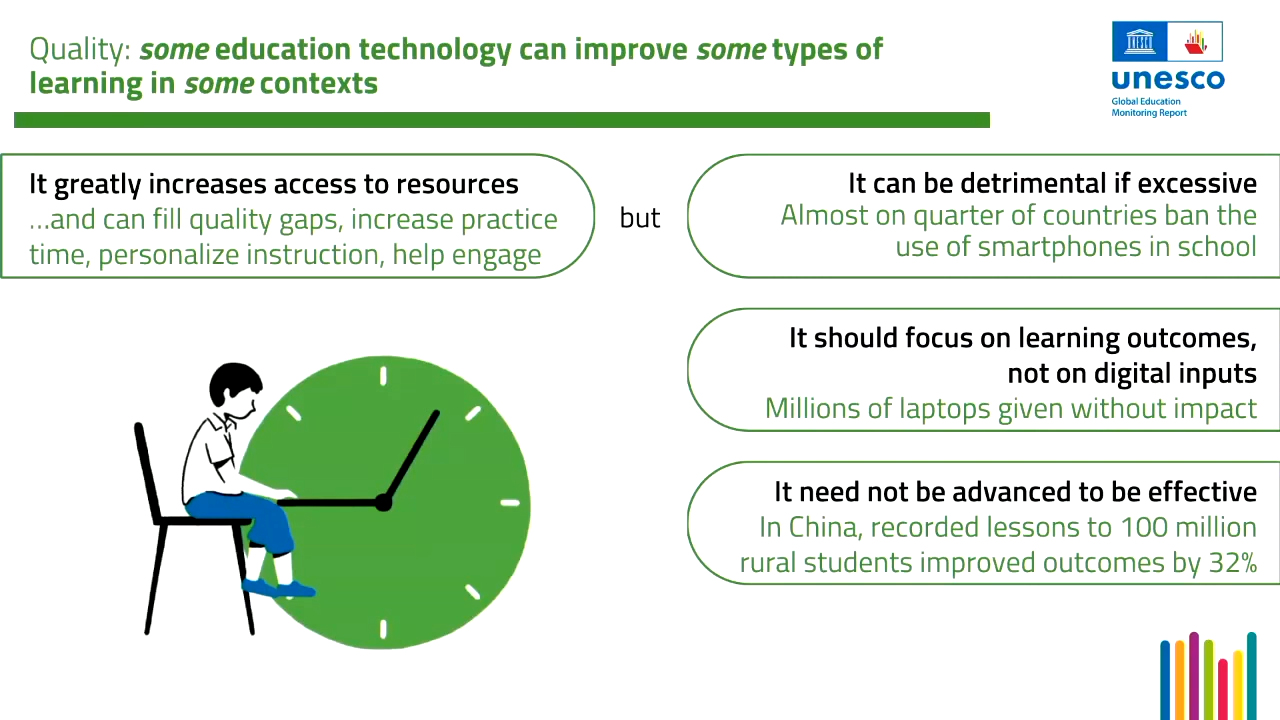 Quality: some education technology can improve some types of
learning in some contexts
unesco
Global Education
Monitoring Report
It greatly increases access to resources
...and can fill quality gaps, increase practice
time, personalize instruction, help engage
but
It can be detrimental if excessive
Almost on quarter of countries ban the
use of smartphones in school
It should focus on learning outcomes,
not on digital inputs
Millions of laptops given without impact
It need not be advanced to be effective
In China, recorded lessons to 100 million
rural students improved outcomes by 32%